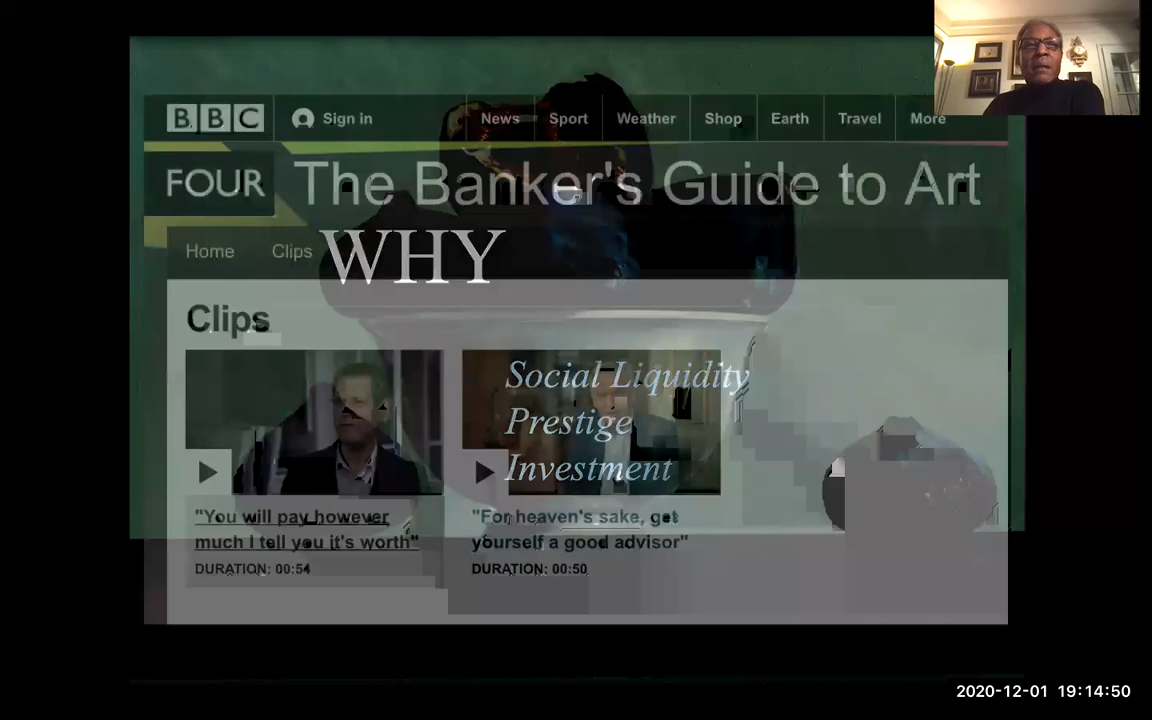 BBC Sign in News Sport Weather Shop Earth Travel More
FOUR The Banker's Guide to Art
Home Clips
WHY
Clips
Social Liquidity
Prestige
Investment
"You will pay however
much I tell you it's worth"
DURATION: 00:54
"For heaven's sake, get
yourself a good advisor"
DURATION: 00:50
2020-12-01 19:14:50